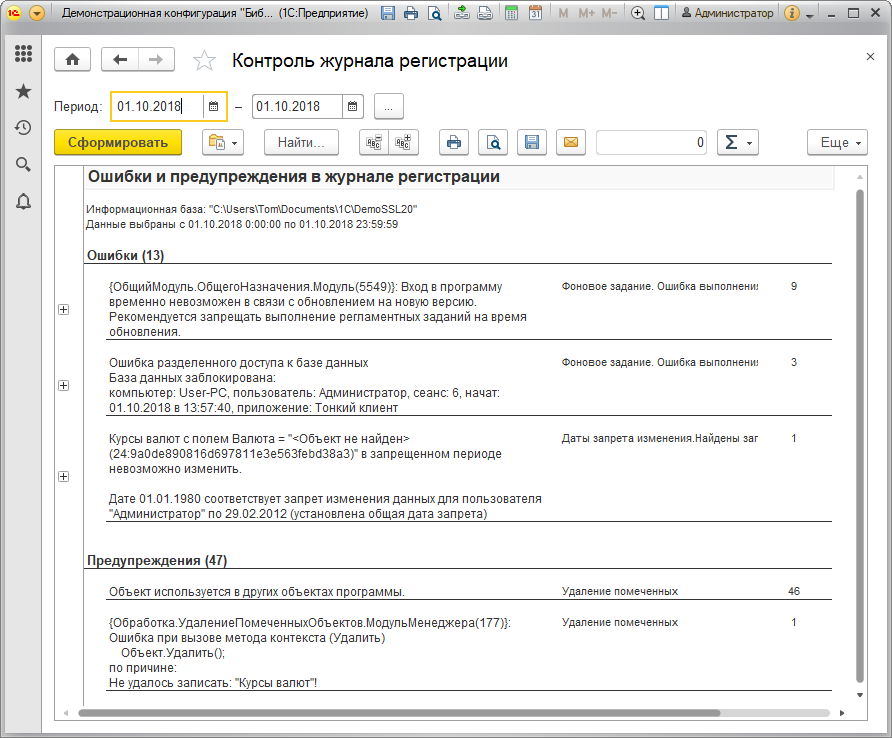 Демонстрационная конфигурация "Биб... (1С:Предприятие)
M M+ M-
Администратор
Контроль журнала регистрации
Период: 01.10.2018 – 01.10.2018 ...
Сформировать
Найти...
0
Σ
Еще
Ошибки и предупреждения в журнале регистрации
Информационная база: "C:\Users\Tom\Documents\1C\DemoSSL20"
Данные выбраны с 01.10.2018 0:00:00 по 01.10.2018 23:59:59
Ошибки (13)
{ОбщийМодуль.ОбщегоНазначения.Модуль(5549)}: Вход в программу Фоновое задание. Ошибка выполнения 9
временно невозможен в связи с обновлением на новую версию.
Рекомендуется запрещать выполнение регламентных заданий на время
обновления.
Ошибка разделенного доступа к базе данных Фоновое задание. Ошибка выполнения 3
База данных заблокирована:
компьютер: User-PC, пользователь: Администратор, сеанс: 6, начат:
01.10.2018 в 13:57:40, приложение: Тонкий клиент
Курсы валют с полем Валюта = "<Объект не найден> Даты запрета изменения.Найдены зап 1
(24:9a0de890816d697811e3e563febd38a3)" в запрещенном периоде
невозможно изменить.
Дате 01.01.1980 соответствует запрет изменения данных для пользователя
"Администратор" по 29.02.2012 (установлена общая дата запрета)
Предупреждения (47)
Объект используется в других объектах программы. Удаление помеченных 46
{Обработка.УдалениеПомеченныхОбъектов.МодульМенеджера(177)}: Удаление помеченных 1
Ошибка при вызове метода контекста (Удалить)
Объект.Удалить();
по причине:
Не удалось записать: "Курсы валют"!